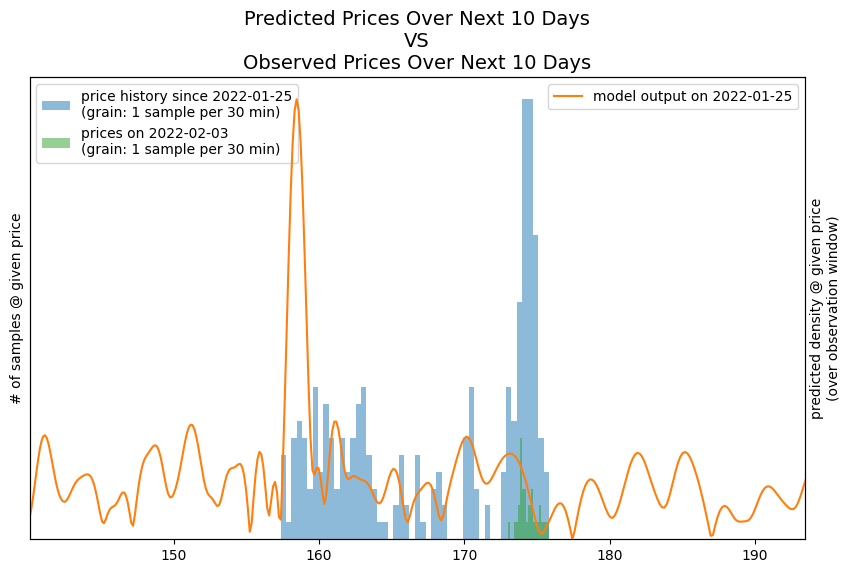 Predicted Prices Over Next 10 Days
VS
Observed Prices Over Next 10 Days
price history since 2022-01-25
(grain: 1 sample per 30 min)
prices on 2022-02-03
(grain: 1 sample per 30 min)
model output on 2022-01-25
# of samples @ given price
predicted density @ given price
(over observation window)
150 160 170 180 190